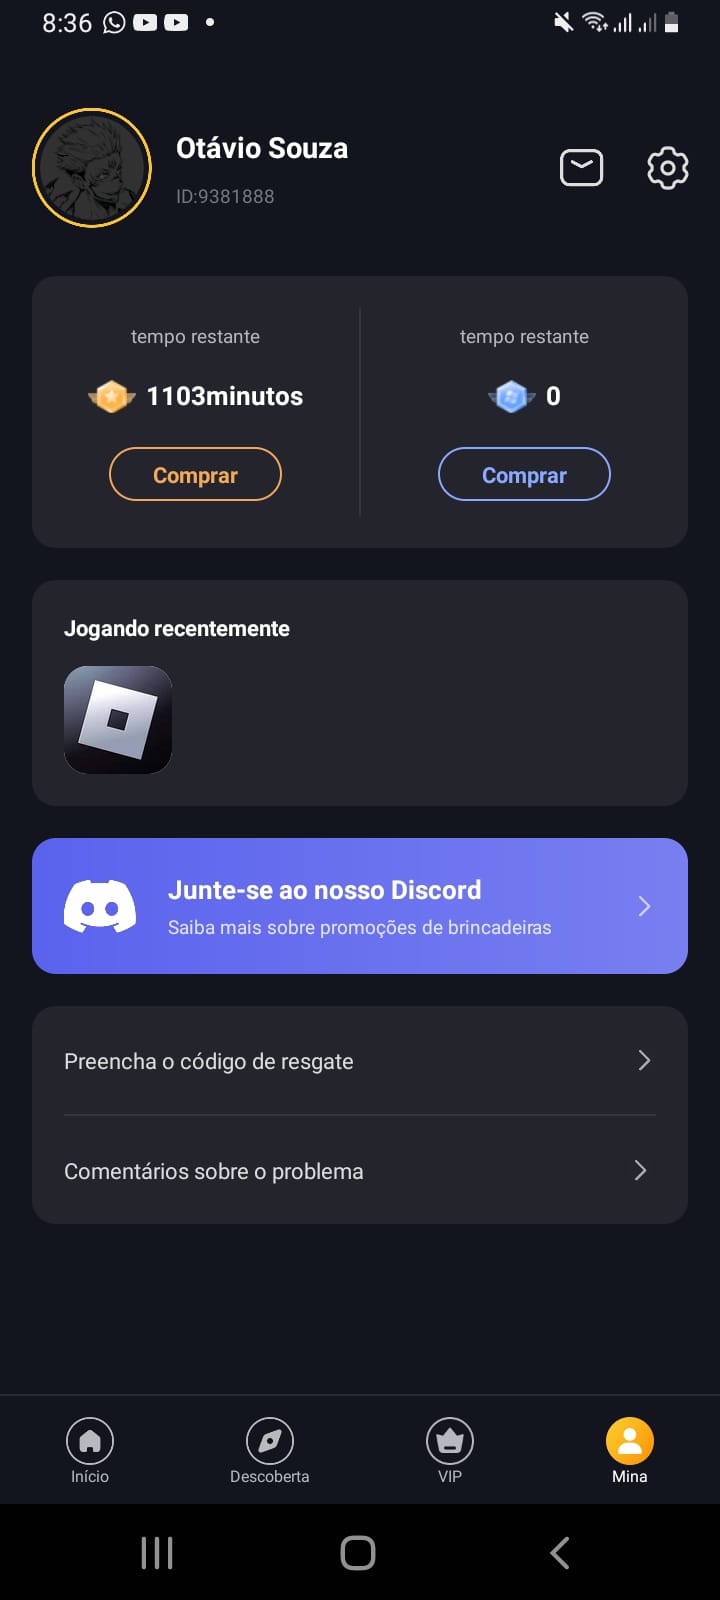 8:36
Otávio Souza
ID:9381888
tempo restante
1103minutos
Comprar
tempo restante
0
Comprar
Jogando recentemente
Junte-se ao nosso Discord
Saiba mais sobre promoções de brincadeiras
Preencha o código de resgate
Comentários sobre o problema
Início
Descoberta
VIP
Mina